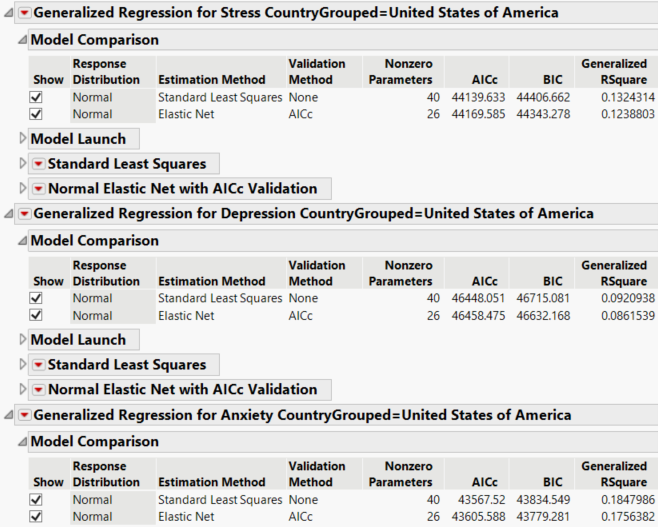 Generalized Regression for Stress CountryGrouped=United States of America
Model Comparison
Response Validation Nonzero Generalized
Show Distribution Estimation Method Method Parameters AICc BIC RSquare
Normal Standard Least Squares None 40 44139.633 44406.662 0.1324314
Normal Elastic Net AICc 26 44169.585 44343.278 0.1238803
Model Launch
Standard Least Squares
Normal Elastic Net with AICc Validation
Generalized Regression for Depression CountryGrouped=United States of America
Model Comparison
Response Validation Nonzero Generalized
Show Distribution Estimation Method Method Parameters AICc BIC RSquare
Normal Standard Least Squares None 40 46448.051 46715.081 0.0920938
Normal Elastic Net AICc 26 46458.475 46632.168 0.0861539
Model Launch
Standard Least Squares
Normal Elastic Net with AICc Validation
Generalized Regression for Anxiety CountryGrouped=United States of America
Model Comparison
Response Validation Nonzero Generalized
Show Distribution Estimation Method Method Parameters AICc BIC RSquare
Normal Standard Least Squares None 40 43567.52 43834.549 0.1847986
Normal Elastic Net AICc 26 43605.588 43779.281 0.1756382